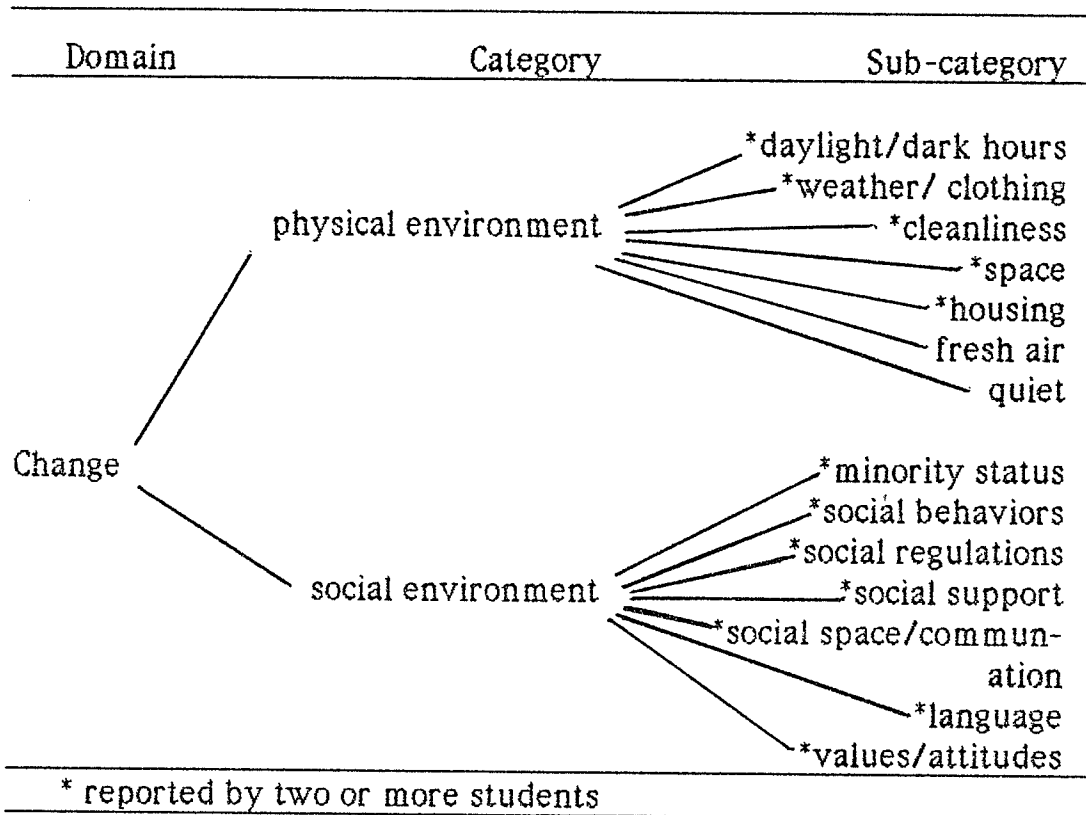 Domain Category Sub-category
*daylight/dark hours
*weather/ clothing
physical environment
*cleanliness
*space
*housing
fresh air
quiet
Change
*minority status
*social behaviors
*social regulations
social environment
*social support
*social space/commun-
ation
*language
*values/attitudes
* reported by two or more students